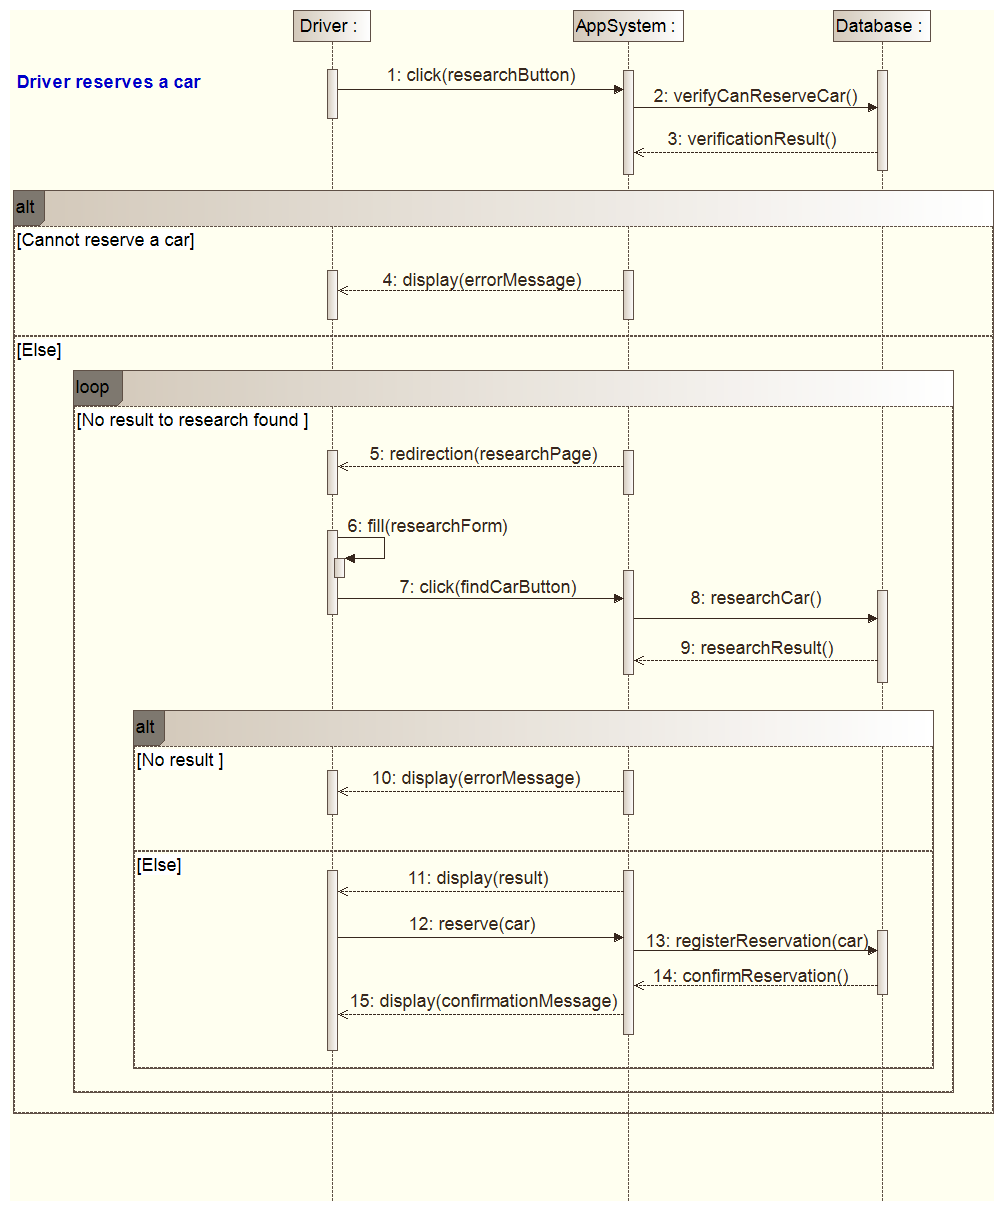 Driver :
AppSystem :
Database :
Driver reserves a car
1: click(researchButton)
2: verifyCanReserveCar()
3: verificationResult()
alt
[Cannot reserve a car]
4: display(errorMessage)
[Else]
loop
[No result to research found ]
5: redirection(researchPage)
6: fill(researchForm)
7: click(findCarButton)
8: researchCar()
9: researchResult()
alt
[No result ]
10: display(errorMessage)
[Else]
11: display(result)
12: reserve(car)
13: registerReservation(car)
14: confirmReservation()
15: display(confirmationMessage)